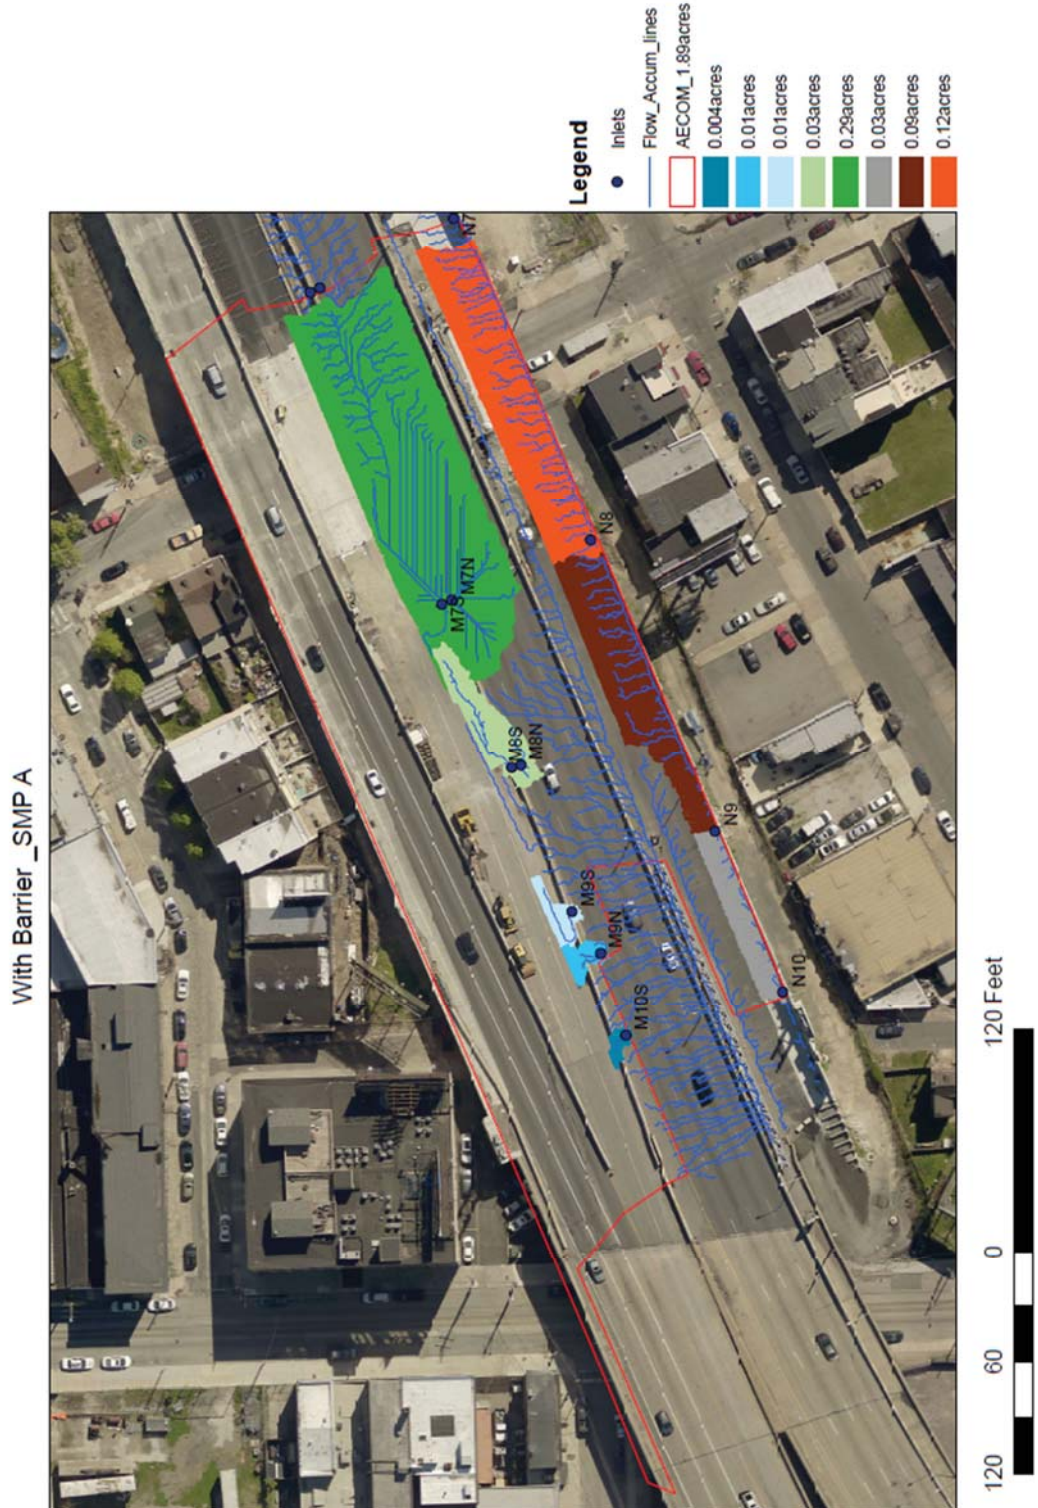 With Barrier _SMP A
N7
M7S
M7N
N8
M8S
M8N
N9
M9S
M9N
N10
M10S
Legend
Inlets
Flow_Accum_lines
AECOM_1.89acres
0.004acres
0.01acres
0.01acres
0.03acres
0.29acres
0.03acres
0.09acres
0.12acres
120 60 0 120 Feet